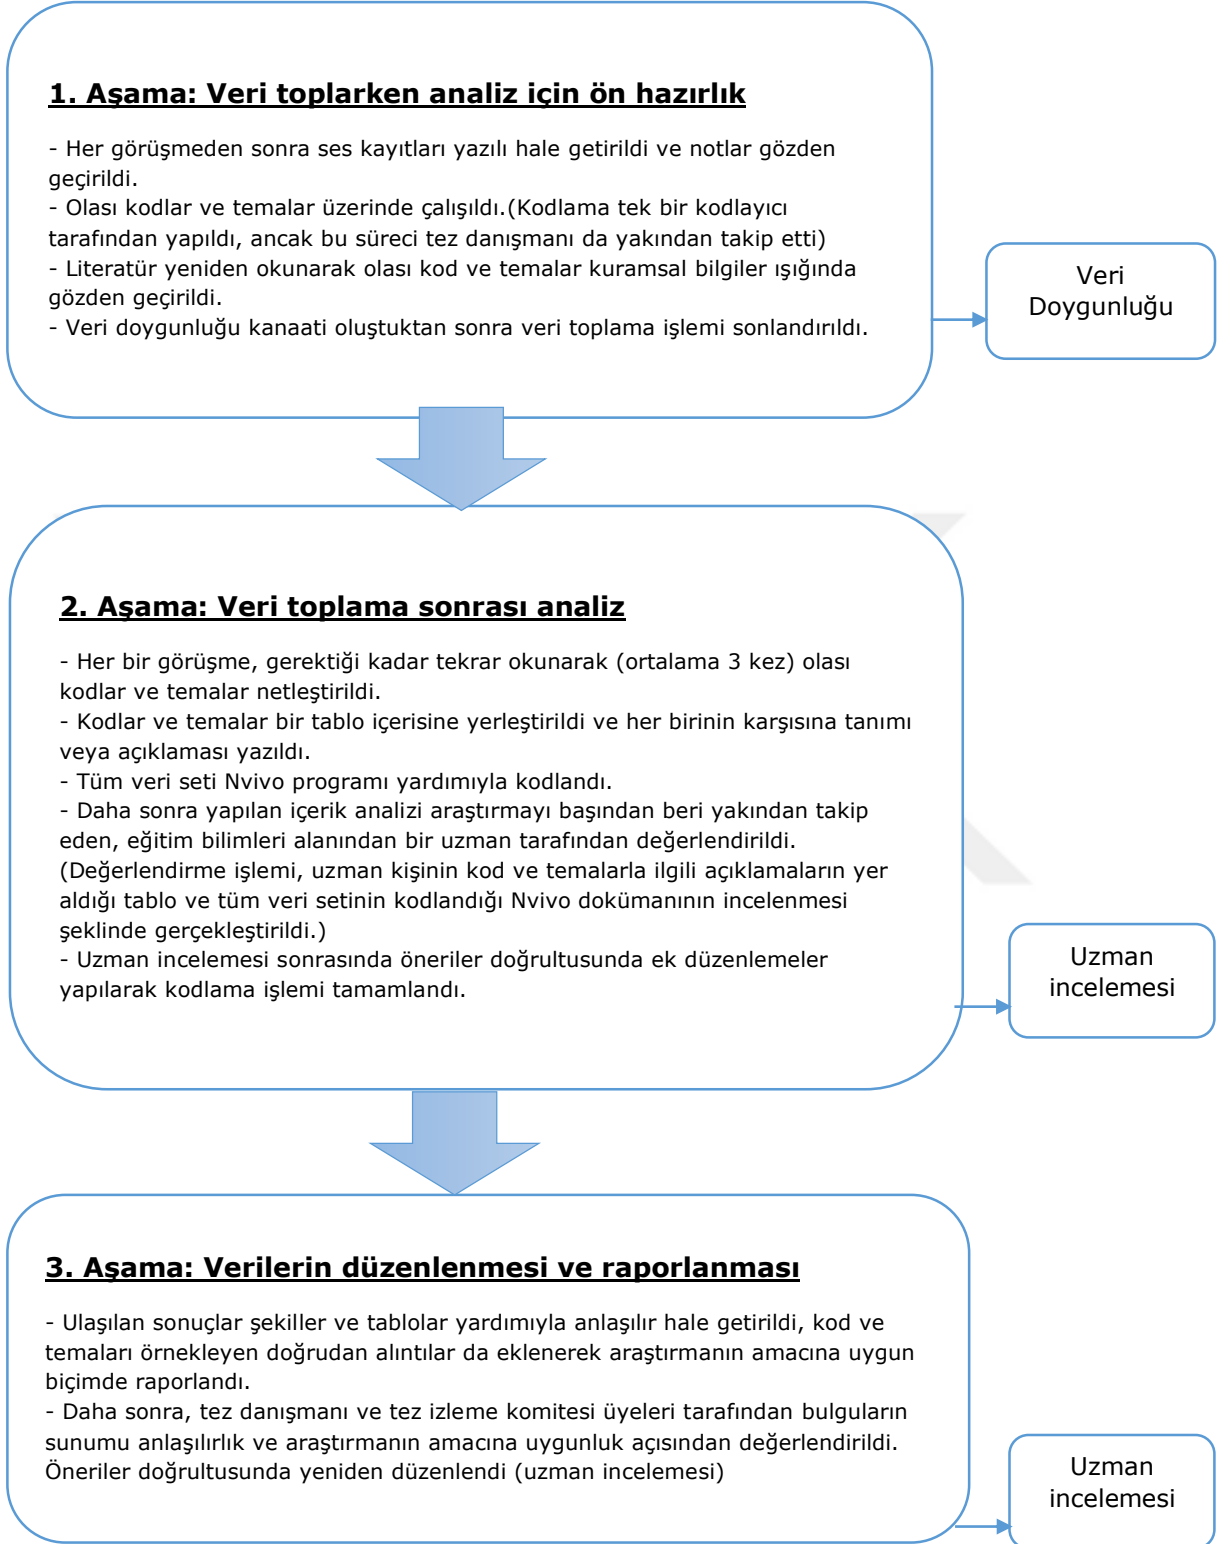 1. Aşama: Veri toplarken analiz için ön hazırlık
- Her görüşmeden sonra ses kayıtları yazılı hale getirildi ve notlar gözden
geçirildi.
- Olası kodlar ve temalar üzerinde çalışıldı.(Kodlama tek bir kodlayıcı
tarafından yapıldı, ancak bu süreci tez danışmanı da yakından takip etti)
- Literatür yeniden okunarak olası kod ve temalar kuramsal bilgiler ışığında
gözden geçirildi.
- Veri doygunluğu kanaati oluştuktan sonra veri toplama işlemi sonlandırıldı.
Veri
Doygunluğu
2. Aşama: Veri toplama sonrası analiz
- Her bir görüşme, gerektiği kadar tekrar okunarak (ortalama 3 kez) olası
kodlar ve temalar netleştirildi.
- Kodlar ve temalar bir tablo içerisine yerleştirildi ve her birinin karşısına tanımı
veya açıklaması yazıldı.
- Tüm veri seti Nvivo programı yardımıyla kodlandı.
- Daha sonra yapılan içerik analizi araştırmayı başından beri yakından takip
eden, eğitim bilimleri alanından bir uzman tarafından değerlendirildi.
(Değerlendirme işlemi, uzman kişinin kod ve temalarla ilgili açıklamaların yer
aldığı tablo ve tüm veri setinin kodlandığı Nvivo dokümanının incelenmesi
şeklinde gerçekleştirildi.)
- Uzman incelemesi sonrasında öneriler doğrultusunda ek düzenlemeler
yapılarak kodlama işlemi tamamlandı.
Uzman
incelemesi
3. Aşama: Verilerin düzenlenmesi ve raporlanması
- Ulaşılan sonuçlar şekiller ve tablolar yardımıyla anlaşılır hale getirildi, kod ve
temaları örnekleyen doğrudan alıntılar da eklenerek araştırmanın amacına uygun
biçimde raporlandı.
- Daha sonra, tez danışmanı ve tez izleme komitesi üyeleri tarafından bulguların
sunumu anlaşılırlık ve araştırmanın amacına uygunluk açısından değerlendirildi.
Öneriler doğrultusunda yeniden düzenlendi (uzman incelemesi)
Uzman
incelemesi